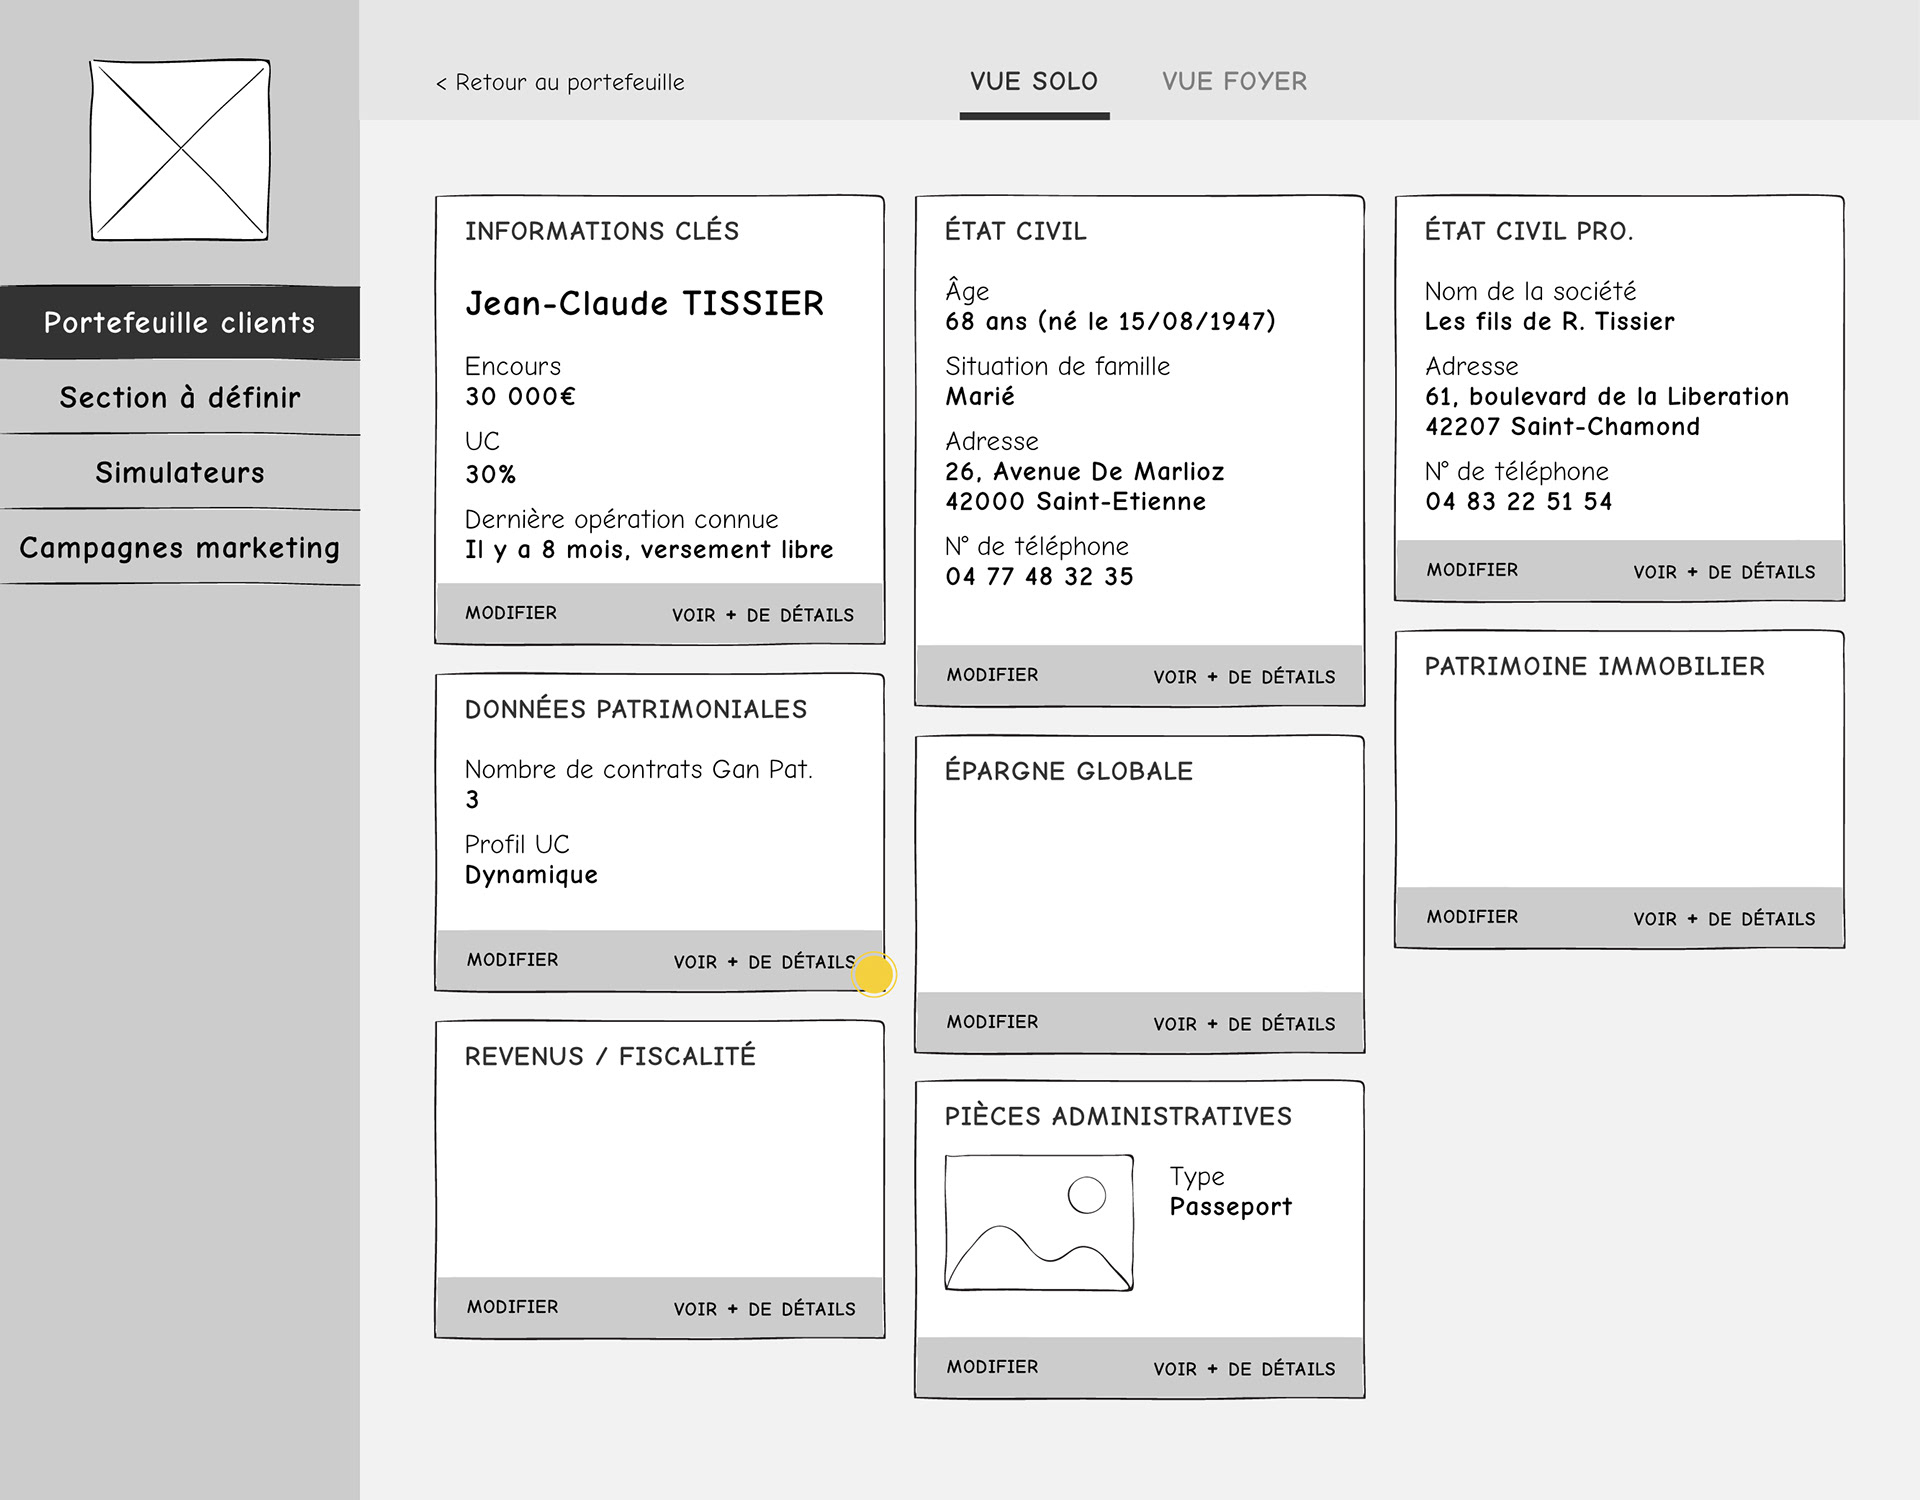 Portefeuille clients
Section à définir
Simulateurs
Campagnes marketing
< Retour au portefeuille
VUE SOLO
VUE FOYER
INFORMATIONS CLÉS
Jean-Claude TISSIER
Encours
30 000€
UC
30%
Dernière opération connue
Il y a 8 mois, versement libre
MODIFIER
VOIR + DE DÉTAILS
DONNÉES PATRIMONIALES
Nombre de contrats Gan Pat.
3
Profil UC
Dynamique
MODIFIER
VOIR + DE DÉTAILS
REVENUS / FISCALITÉ
MODIFIER
VOIR + DE DÉTAILS
ÉTAT CIVIL
Âge
68 ans (né le 15/08/1947)
Situation de famille
Marié
Adresse
26, Avenue De Marlioz
42000 Saint-Etienne
N° de téléphone
04 77 48 32 35
MODIFIER
VOIR + DE DÉTAILS
ÉPARGNE GLOBALE
MODIFIER
VOIR + DE DÉTAILS
PIÈCES ADMINISTRATIVES
Type
Passeport
MODIFIER
VOIR + DE DÉTAILS
ÉTAT CIVIL PRO.
Nom de la société
Les fils de R. Tissier
Adresse
61, boulevard de la Liberation
42207 Saint-Chamond
N° de téléphone
04 83 22 51 54
MODIFIER
VOIR + DE DÉTAILS
PATRIMOINE IMMOBILIER
MODIFIER
VOIR + DE DÉTAILS